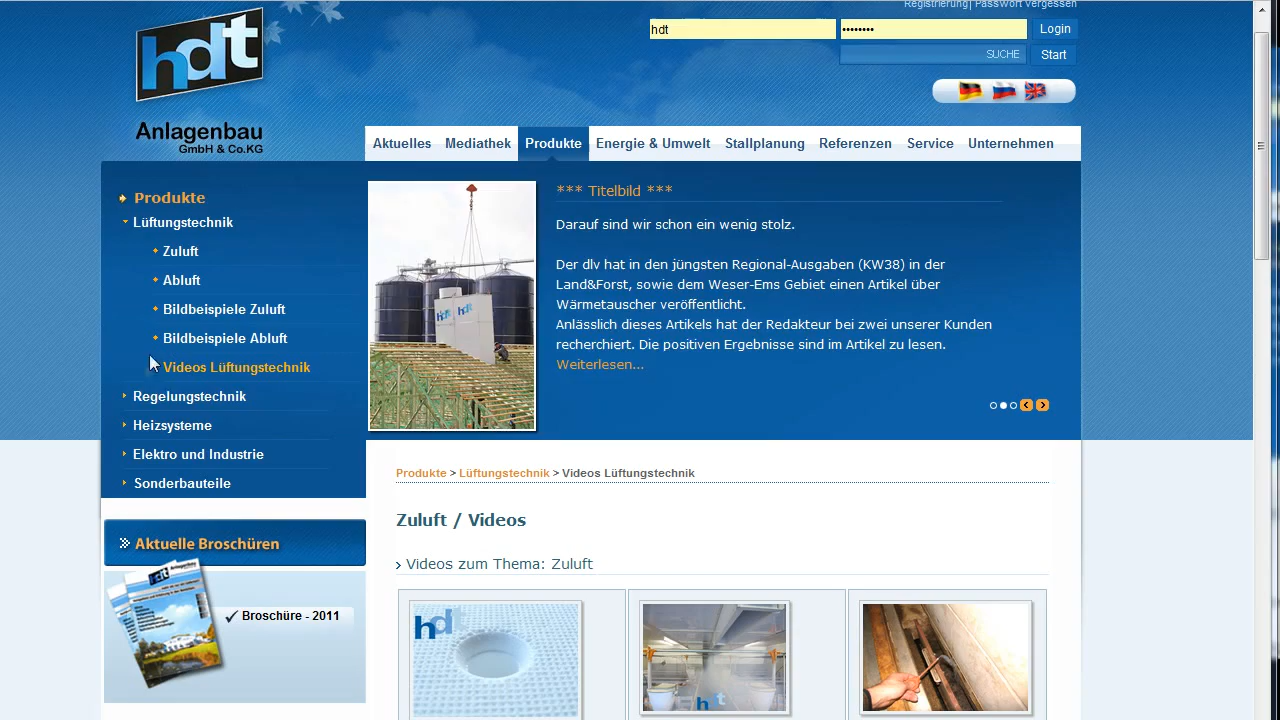 Registrierung| Passwort vergessen
hdt
•••••••• Login
SUCHE Start
hdt
Anlagenbau
GmbH & Co.KG
Aktuelles Mediathek Produkte Energie & Umwelt Stallplanung Referenzen Service Unternehmen
Produkte
Lüftungstechnik
Zuluft
Abluft
Bildbeispiele Zuluft
Bildbeispiele Abluft
Videos Lüftungstechnik
Regelungstechnik
Heizsysteme
Elektro und Industrie
Sonderbauteile
hdt hdt
*** Titelbild ***
Darauf sind wir schon ein wenig stolz.
Der dlv hat in den jüngsten Regional-Ausgaben (KW38) in der
Land&Forst, sowie dem Weser-Ems Gebiet einen Artikel über
Wärmetauscher veröffentlicht.
Anlässlich dieses Artikels hat der Redakteur bei zwei unserer Kunden
recherchiert. Die positiven Ergebnisse sind im Artikel zu lesen.
Weiterlesen...
Produkte > Lüftungstechnik > Videos Lüftungstechnik
Zuluft / Videos
Videos zum Thema: Zuluft
hdt
hdt
Aktuelle Broschüren
hdt
Broschüre - 2011